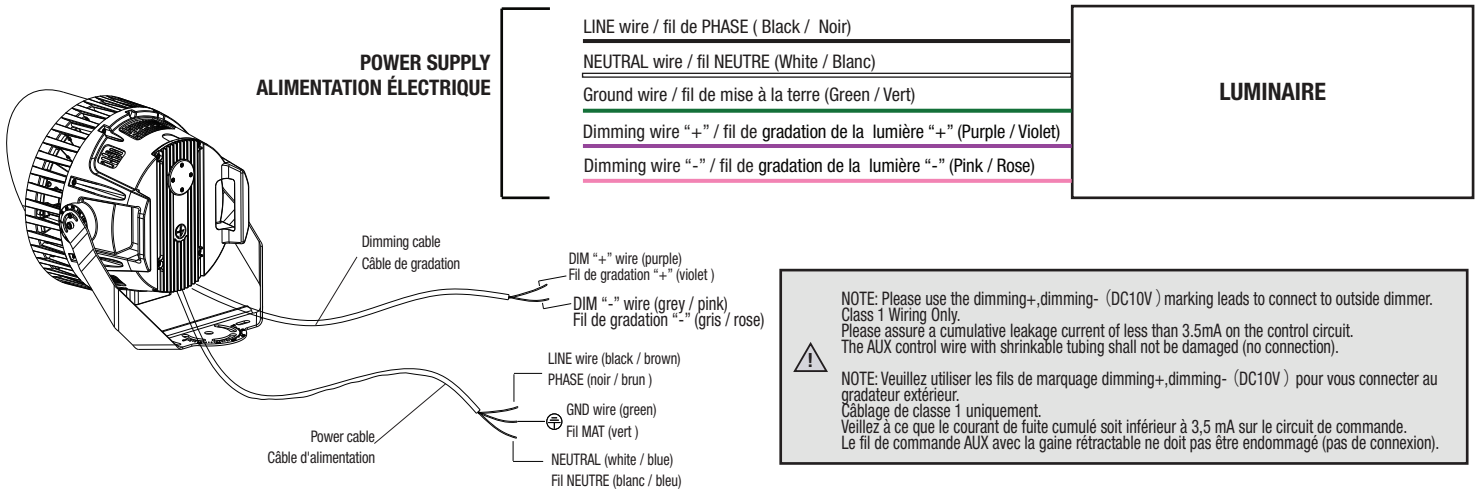 POWER SUPPLY
ALIMENTATION ÉLECTRIQUE
LINE wire / fil de PHASE ( Black / Noir)
NEUTRAL wire / fil NEUTRE (White / Blanc)
Ground wire / fil de mise à la terre (Green / Vert)
Dimming wire “+” / fil de gradation de la lumière “+” (Purple / Violet)
Dimming wire “-” / fil de gradation de la lumière “-” (Pink / Rose)
LUMINAIRE
Dimming cable
Câble de gradation
DIM “+” wire (purple)
Fil de gradation “+” (violet )
DIM “-” wire (grey / pink)
Fil de gradation “-” (gris / rose)
LINE wire (black / brown)
PHASE (noir / brun )
GND wire (green)
Fil MAT (vert )
Power cable
Câble d'alimentation
NEUTRAL (white / blue)
Fil NEUTRE (blanc / bleu)
!
NOTE: Please use the dimming+,dimming-（DC10V）marking leads to connect to outside dimmer.
Class 1 Wiring Only.
Please assure a cumulative leakage current of less than 3.5mA on the control circuit.
The AUX control wire with shrinkable tubing shall not be damaged (no connection).
NOTE: Veuillez utiliser les fils de marquage dimming+,dimming-（DC10V）pour vous connecter au
gradateur extérieur.
Câblage de classe 1 uniquement.
Veillez à ce que le courant de fuite cumulé soit inférieur à 3,5 mA sur le circuit de commande.
Le fil de commande AUX avec la gaine rétractable ne doit pas être endommagé (pas de connexion).